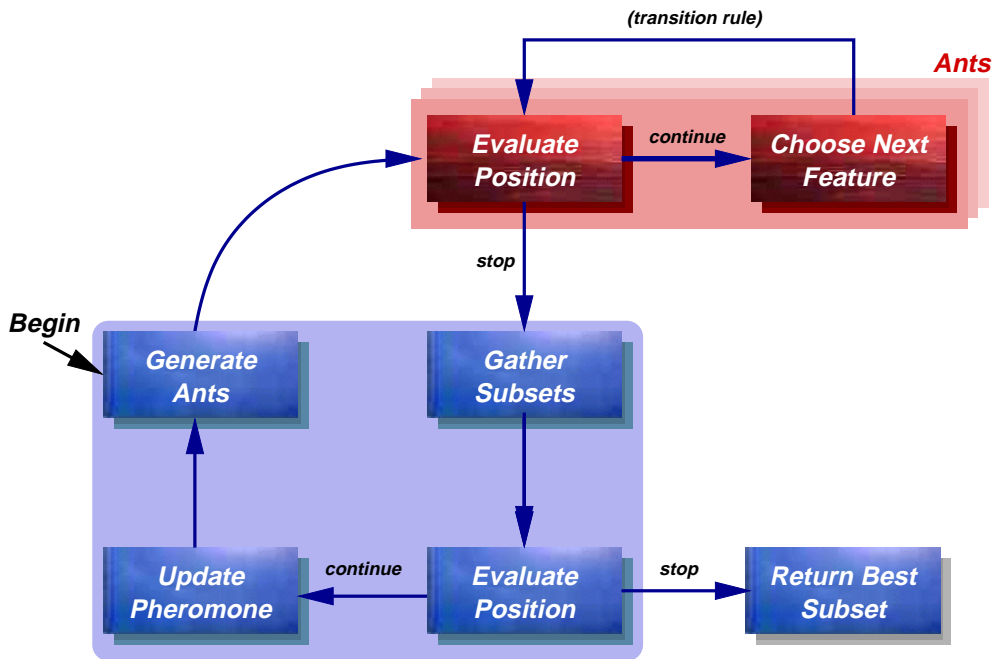 (transition rule)
Ants
Evaluate
Position
continue
Choose Next
Feature
stop
Begin
Generate
Ants
Gather
Subsets
Update
Pheromone
continue
Evaluate
Position
stop
Return Best
Subset